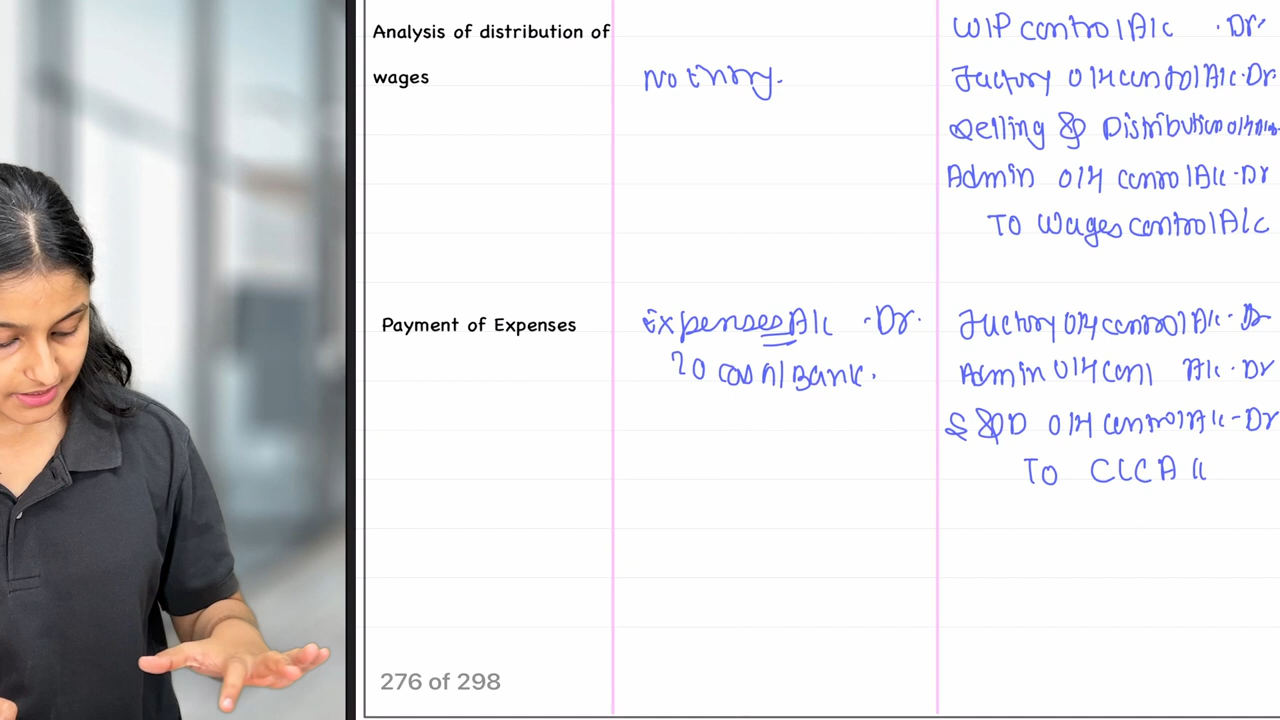 Analysis of distribution of
wages
No Entry.
WIP control A/c . Dr.
Factory O/H control A/c . Dr.
Selling & Distribution O/H
Admin O/H control A/c . Dr
To Wages control A/c
Payment of Expenses
Expenses A/c . Dr.
To Cash/Bank.
Factory O/H control A/c . Dr
Admin O/H Cont A/c . Dr
S & D O/H control A/c - Dr
To CLC A/c
276 of 298